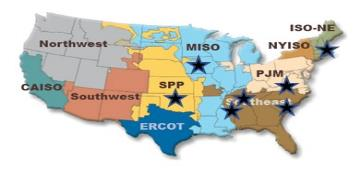 ISO-NE
Northwest
MISO
NYISO
CAISO
SPP
PJM
Southwest
Southeast
ERCOT